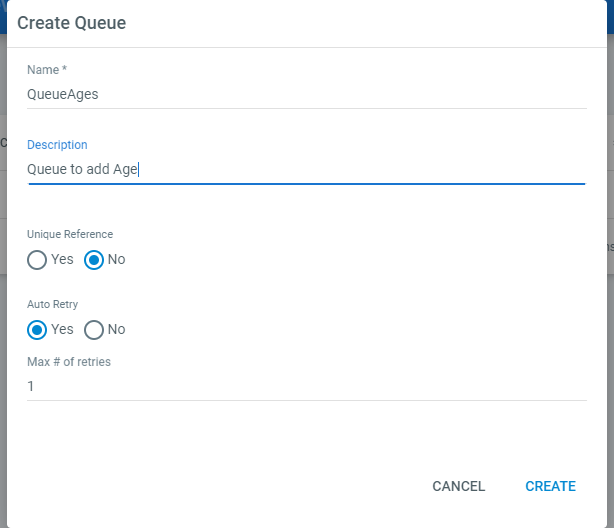 Create Queue
Name *
QueueAges
Description
Queue to add Age
Unique Reference
Yes No
Auto Retry
Yes No
Max # of retries
1
CANCEL CREATE